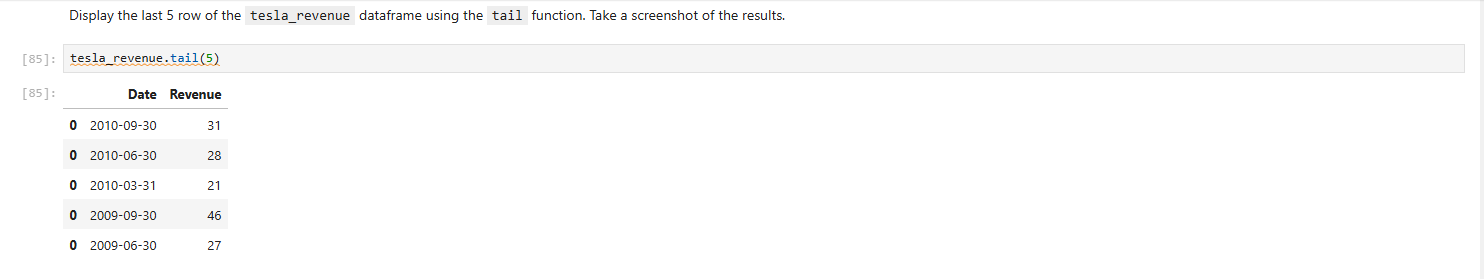 Display the last 5 row of the tesla_revenue dataframe using the tail function. Take a screenshot of the results.
[85]: tesla_revenue.tail(5)
[85]:
Date Revenue
0 2010-09-30 31
0 2010-06-30 28
0 2010-03-31 21
0 2009-09-30 46
0 2009-06-30 27